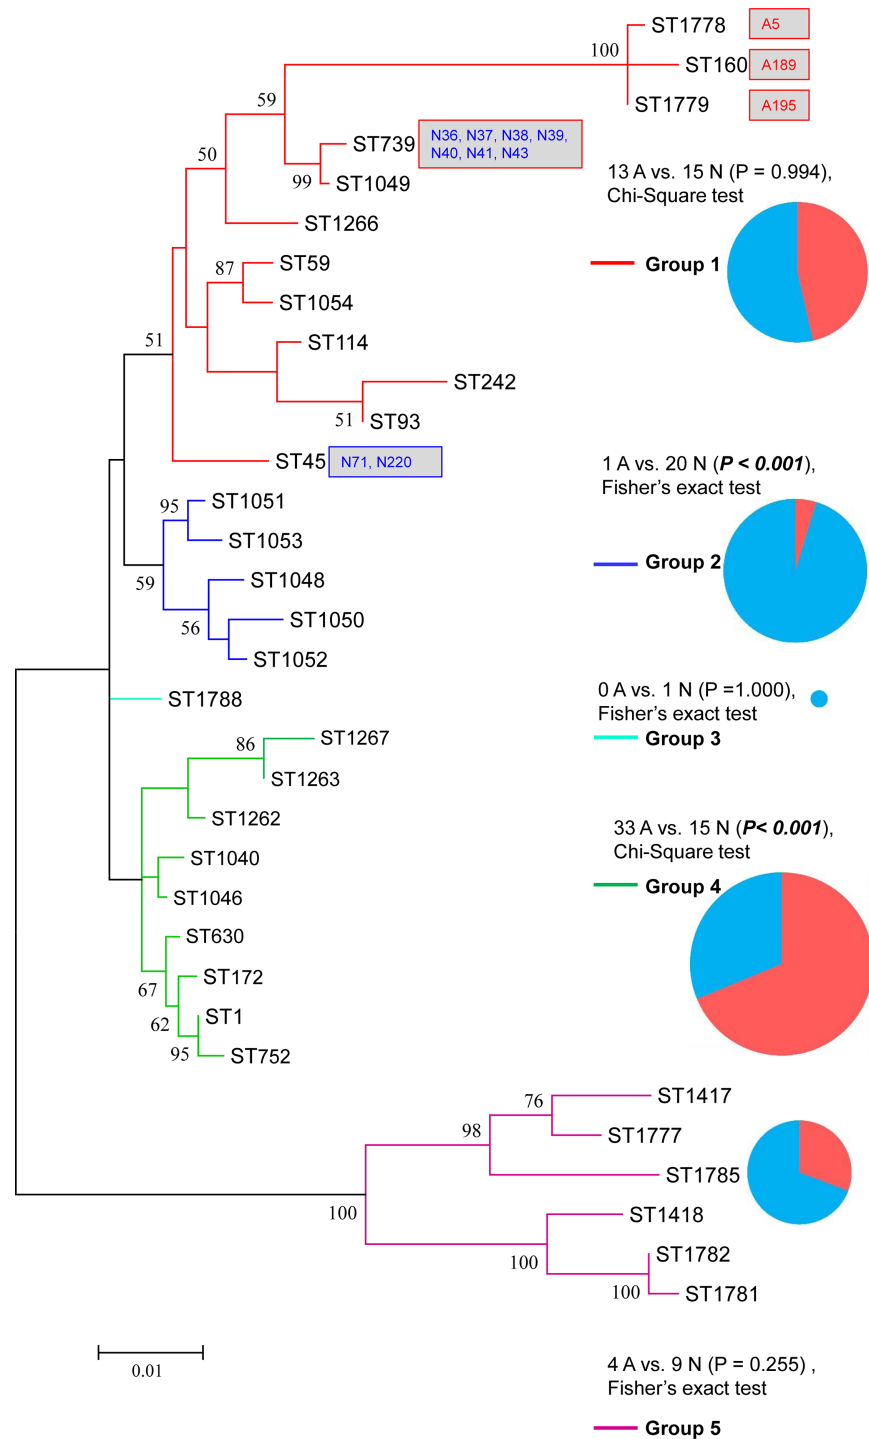 ST1778 A5
100
ST160 A189
59
ST1779 A195
N36, N37, N38, N39,
ST739
N40, N41, N43
50
99 ST1049
13 A vs. 15 N (P = 0.994),
Chi-Square test
ST1266
87 ST59
Group 1
ST1054
51 ST114
ST242
51 ST93
ST45 N71, N220
1 A vs. 20 N (P < 0.001),
Fisher’s exact test
95 ST1051
ST1053
Group 2
59 ST1048
56 ST1050
ST1052
0 A vs. 1 N (P =1.000),
ST1788
Fisher’s exact test
86 ST1267
Group 3
ST1263
ST1262
33 A vs. 15 N (P< 0.001),
Chi-Square test
ST1040
Group 4
ST1046
ST630
67 ST172
62 ST1
95 ST752
76 ST1417
98 ST1777
ST1785
100 ST1418
100 ST1782
100 ST1781
0.01
4 A vs. 9 N (P = 0.255) ,
Fisher’s exact test
Group 5